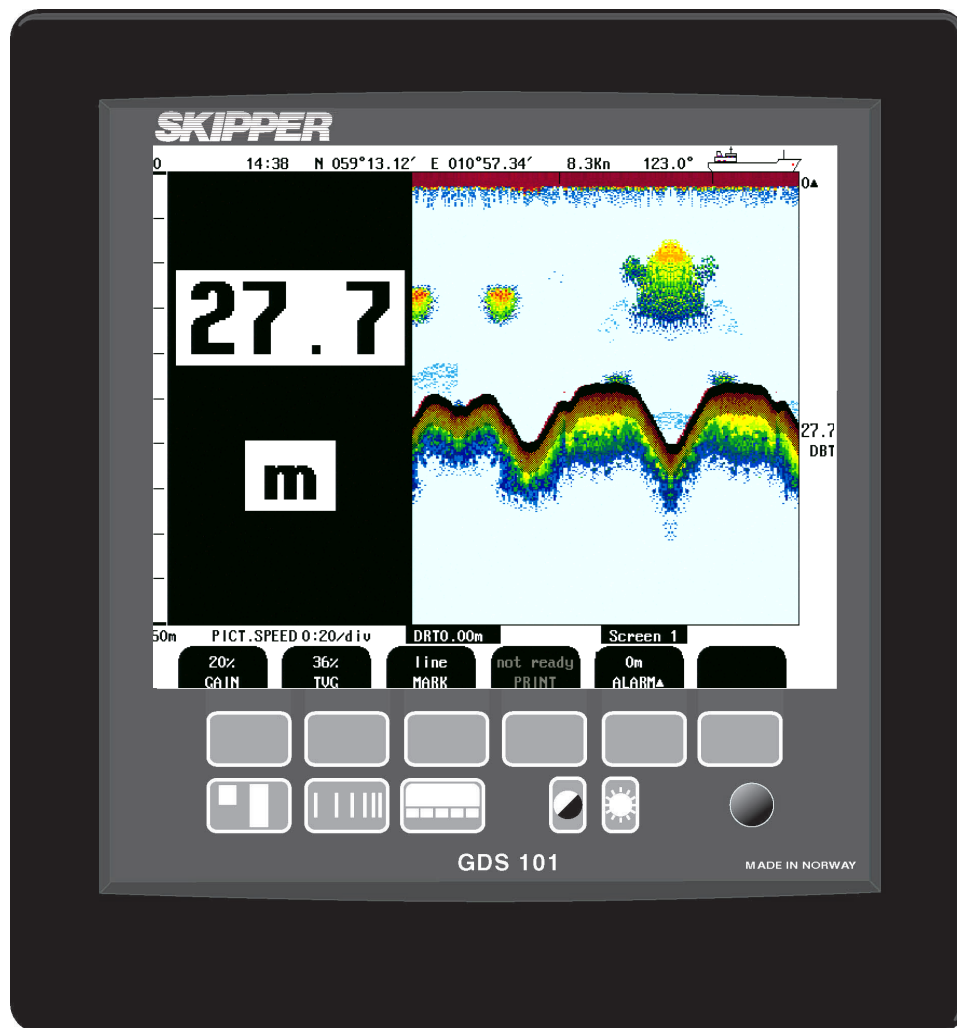 SKIPPER
0 14:38 N 059°13.12′ E 010°57.34′ 8.3Kn 123.0°
0▲
27.7
m
27.7
DBT
50m PICT.SPEED 0:20/div DRT0.00m Screen 1
20% 36% line not ready 0m
GAIN TVG MARK PRINT ALARM▲
GDS 101
MADE IN NORWAY